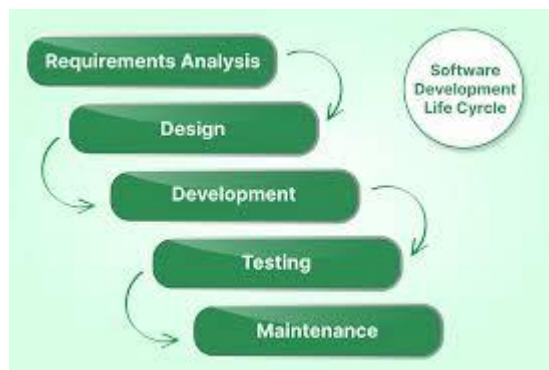 Requirements Analysis
Software
Development
Life Cyrcle
Design
Development
Testing
Maintenance